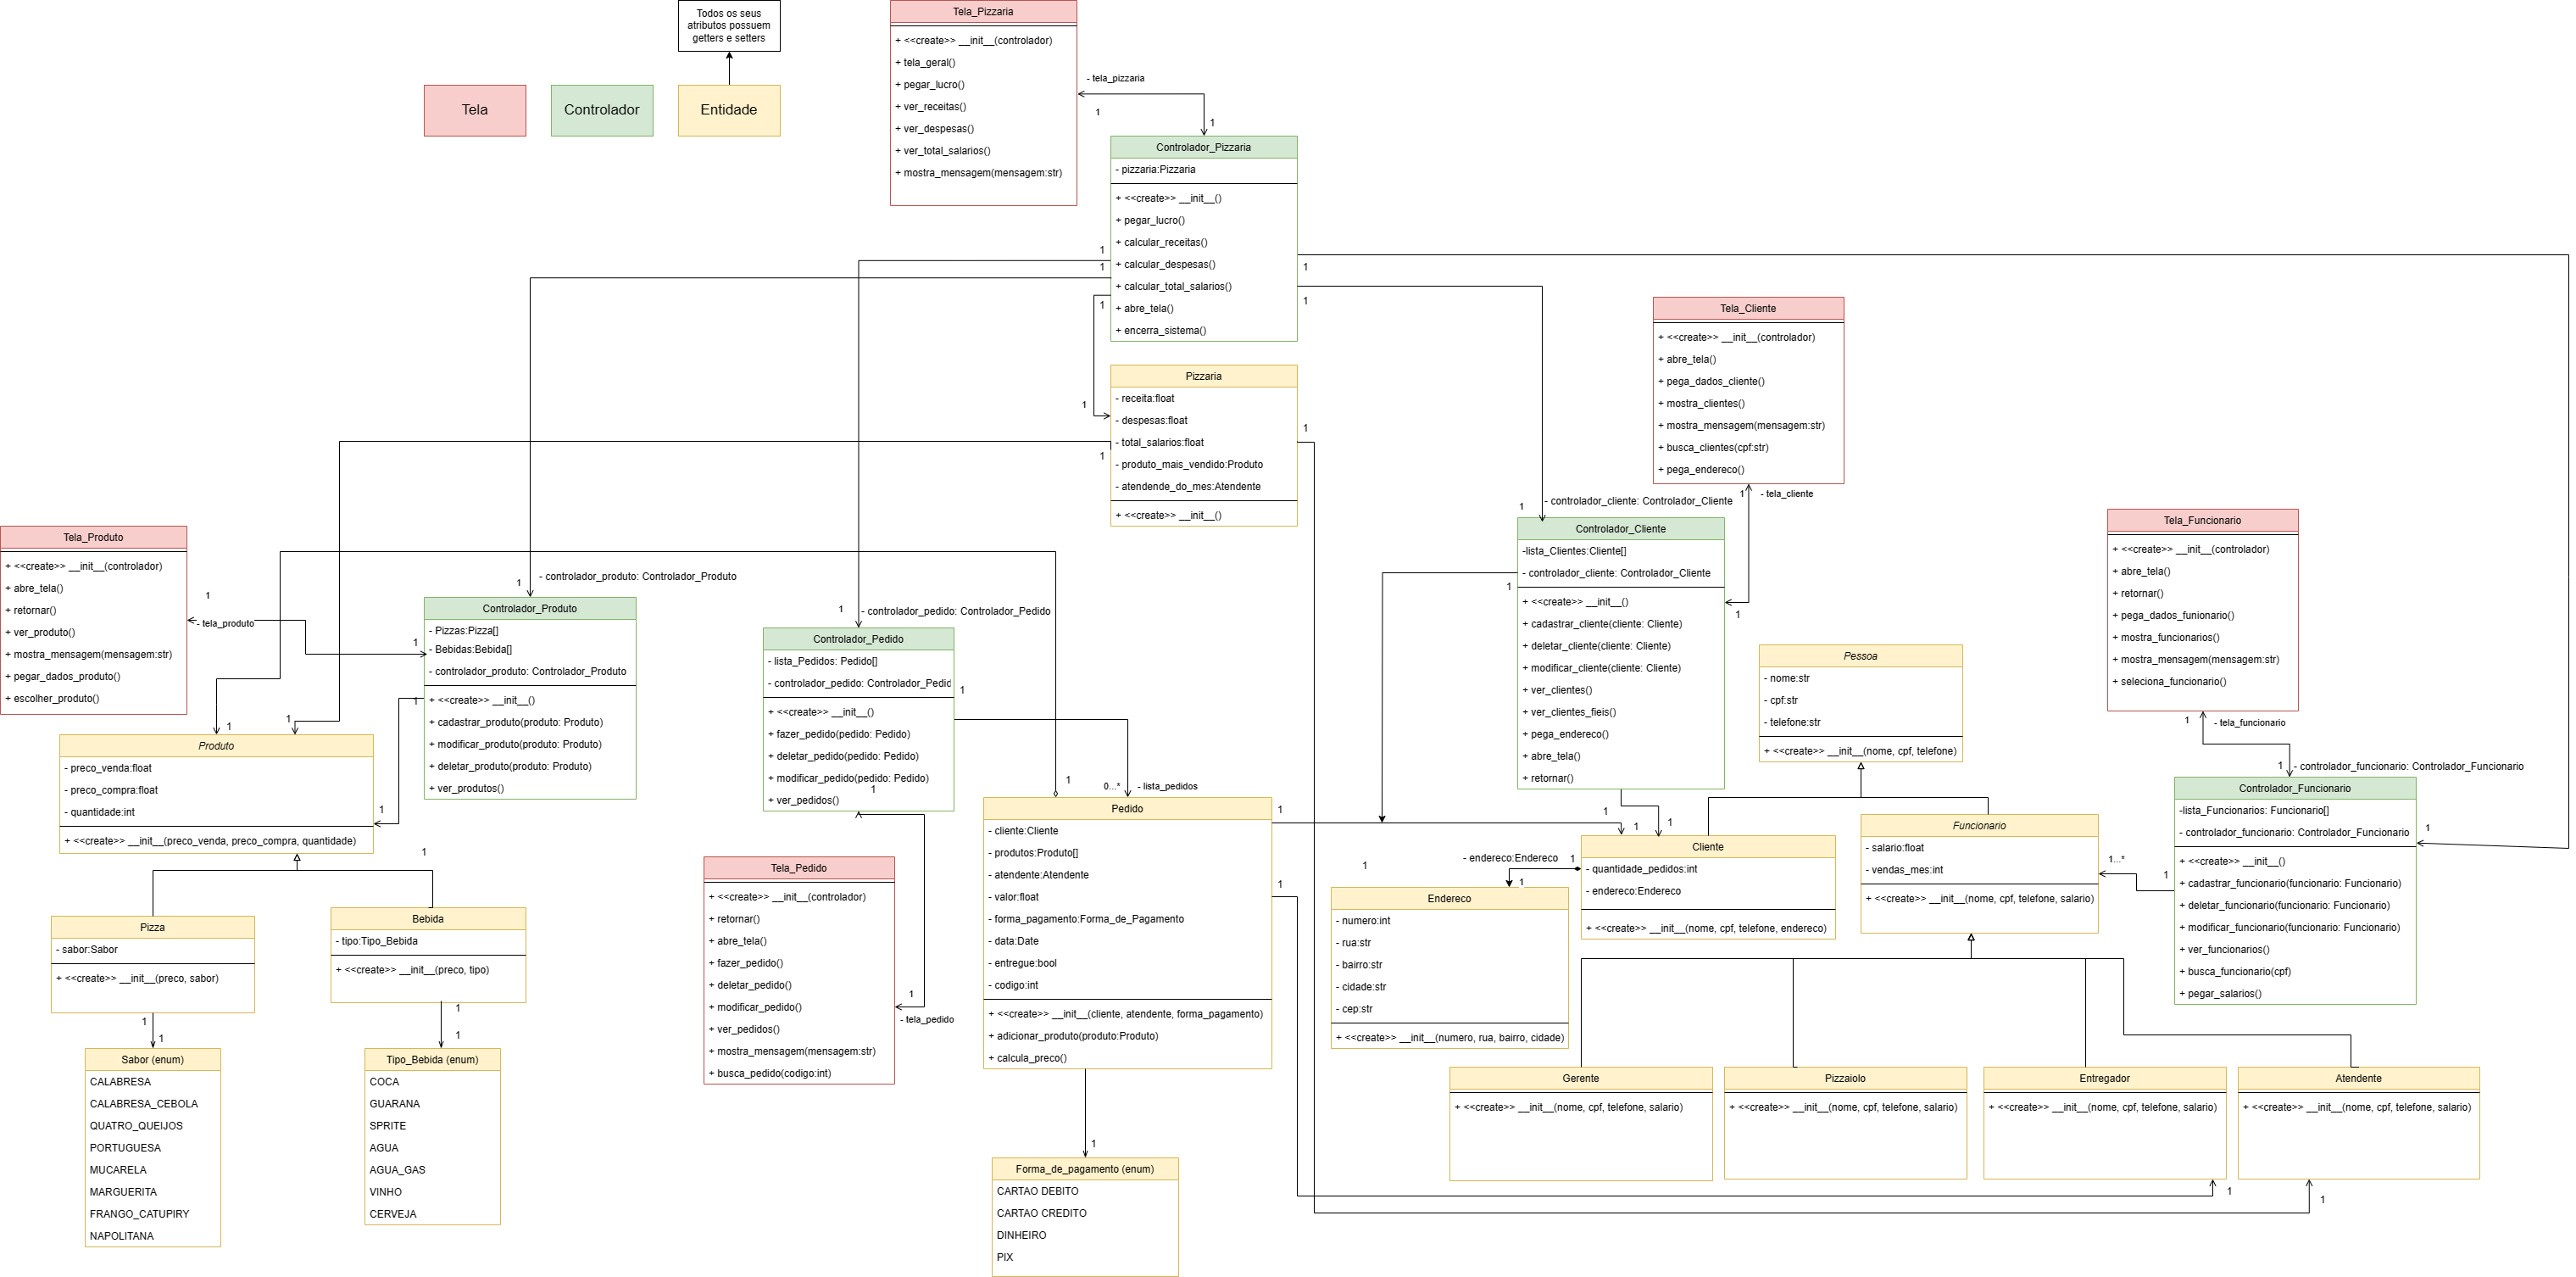 Todos os seus
atributos possuem
getters e setters
Tela
Controlador
Entidade
Tela_Pizzaria
+ <<create>> __init__(controlador)
+ tela_geral()
+ pegar_lucro()
+ ver_receitas()
+ ver_despesas()
+ ver_total_salarios()
+ mostra_mensagem(mensagem:str)
- tela_pizzaria
1
1
Controlador_Pizzaria
- pizzaria:Pizzaria
+ <<create>> __init__()
+ pegar_lucro()
+ calcular_receitas()
+ calcular_despesas()
+ calcular_total_salarios()
+ abre_tela()
+ encerra_sistema()
1
1
1
1
1
1
Pizzaria
- receita:float
- despesas:float
- total_salarios:float
- produto_mais_vendido:Produto
- atendende_do_mes:Atendente
+ <<create>> __init__()
1
1
Tela_Cliente
+ <<create>> __init__(controlador)
+ abre_tela()
+ pega_dados_cliente()
+ mostra_clientes()
+ mostra_mensagem(mensagem:str)
+ busca_clientes(cpf:str)
+ pega_endereco()
1
- tela_cliente
- controlador_cliente: Controlador_Cliente
1
Controlador_Cliente
-lista_Clientes:Cliente[]
- controlador_cliente: Controlador_Cliente
+ <<create>> __init__()
+ cadastrar_cliente(cliente: Cliente)
+ deletar_cliente(cliente: Cliente)
+ modificar_cliente(cliente: Cliente)
+ ver_clientes()
+ ver_clientes_fieis()
+ pega_endereco()
+ abre_tela()
+ retornar()
1
1
1
1
Tela_Funcionario
+ <<create>> __init__(controlador)
+ abre_tela()
+ retornar()
+ pega_dados_funionario()
+ mostra_funcionarios()
+ mostra_mensagem(mensagem:str)
+ seleciona_funcionario()
1
- tela_funcionario
1
- controlador_funcionario: Controlador_Funcionario
Controlador_Funcionario
-lista_Funcionarios: Funcionario[]
- controlador_funcionario: Controlador_Funcionario
+ <<create>> __init__()
+ cadastrar_funcionario(funcionario: Funcionario)
+ deletar_funcionario(funcionario: Funcionario)
+ modificar_funcionario(funcionario: Funcionario)
+ ver_funcionarios()
+ busca_funcionario(cpf)
+ pegar_salarios()
1
1
1...*
Tela_Produto
+ <<create>> __init__(controlador)
+ abre_tela()
+ retornar()
+ ver_produto()
+ mostra_mensagem(mensagem:str)
+ pegar_dados_produto()
+ escolher_produto()
1
- tela_produto
1
1
- controlador_produto: Controlador_Produto
Controlador_Produto
- Pizzas:Pizza[]
- Bebidas:Bebida[]
- controlador_produto: Controlador_Produto
+ <<create>> __init__()
+ cadastrar_produto(produto: Produto)
+ modificar_produto(produto: Produto)
+ deletar_produto(produto: Produto)
+ ver_produtos()
1
1
1
1
1
Produto
- preco_venda:float
- preco_compra:float
- quantidade:int
+ <<create>> __init__(preco_venda, preco_compra, quantidade)
1
- controlador_pedido: Controlador_Pedido
Controlador_Pedido
- lista_Pedidos: Pedido[]
- controlador_pedido: Controlador_Pedid
+ <<create>> __init__()
+ fazer_pedido(pedido: Pedido)
+ deletar_pedido(pedido: Pedido)
+ modificar_pedido(pedido: Pedido)
+ ver_pedidos()
1
1
1
0...*
- lista_pedidos
Pedido
- cliente:Cliente
- produtos:Produto[]
- atendente:Atendente
- valor:float
- forma_pagamento:Forma_de_Pagamento
- data:Date
- entregue:bool
- codigo:int
+ <<create>> __init__(cliente, atendente, forma_pagamento)
+ adicionar_produto(produto:Produto)
+ calcula_preco()
1
1
1
1
Tela_Pedido
+ <<create>> __init__(controlador)
+ retornar()
+ abre_tela()
+ fazer_pedido()
+ deletar_pedido()
+ modificar_pedido()
+ ver_pedidos()
+ mostra_mensagem(mensagem:str)
+ busca_pedido(codigo:int)
1
- tela_pedido
Pessoa
- nome:str
- cpf:str
- telefone:str
+ <<create>> __init__(nome, cpf, telefone)
Cliente
- quantidade_pedidos:int
- endereco:Endereco
+ <<create>> __init__(nome, cpf, telefone, endereco)
- endereco:Endereco
1
1
1
Endereco
- numero:int
- rua:str
- bairro:str
- cidade:str
- cep:str
+ <<create>> __init__(numero, rua, bairro, cidade)
Funcionario
- salario:float
- vendas_mes:int
+ <<create>> __init__(nome, cpf, telefone, salario)
Pizza
- sabor:Sabor
+ <<create>> __init__(preco, sabor)
1
1
Bebida
- tipo:Tipo_Bebida
+ <<create>> __init__(preco, tipo)
1
1
Sabor (enum)
CALABRESA
CALABRESA_CEBOLA
QUATRO_QUEIJOS
PORTUGUESA
MUCARELA
MARGUERITA
FRANGO_CATUPIRY
NAPOLITANA
Tipo_Bebida (enum)
COCA
GUARANA
SPRITE
AGUA
AGUA_GAS
VINHO
CERVEJA
1
Forma_de_pagamento (enum)
CARTAO DEBITO
CARTAO CREDITO
DINHEIRO
PIX
Gerente
+ <<create>> __init__(nome, cpf, telefone, salario)
Pizzaiolo
+ <<create>> __init__(nome, cpf, telefone, salario)
Entregador
+ <<create>> __init__(nome, cpf, telefone, salario)
Atendente
+ <<create>> __init__(nome, cpf, telefone, salario)
1
1